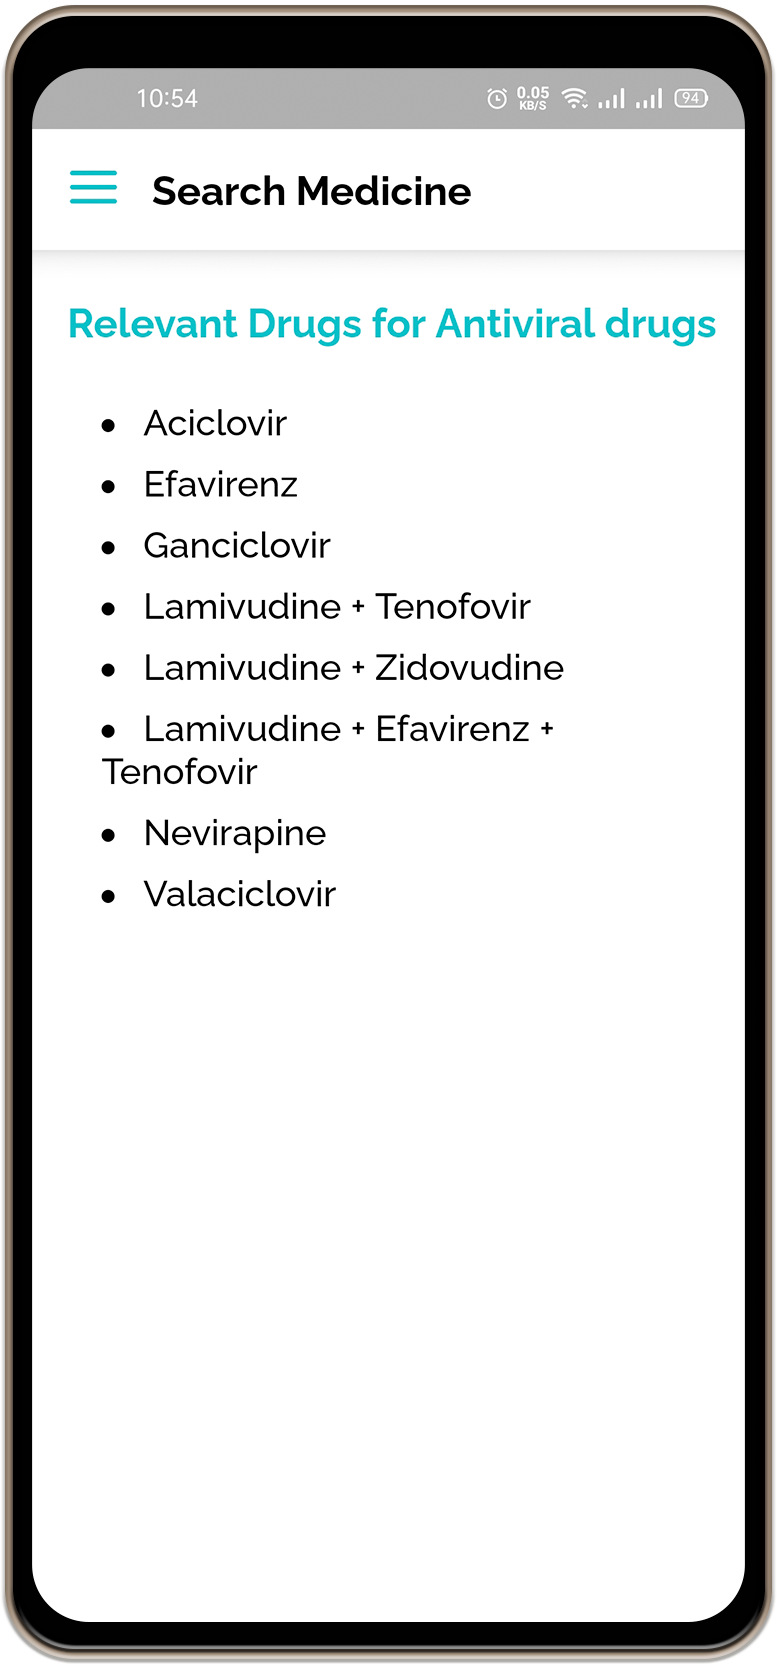 10:54
0.05
KB/S
94
Search Medicine
Relevant Drugs for Antiviral drugs
• Aciclovir
• Efavirenz
• Ganciclovir
• Lamivudine + Tenofovir
• Lamivudine + Zidovudine
• Lamivudine + Efavirenz +
Tenofovir
• Nevirapine
• Valaciclovir